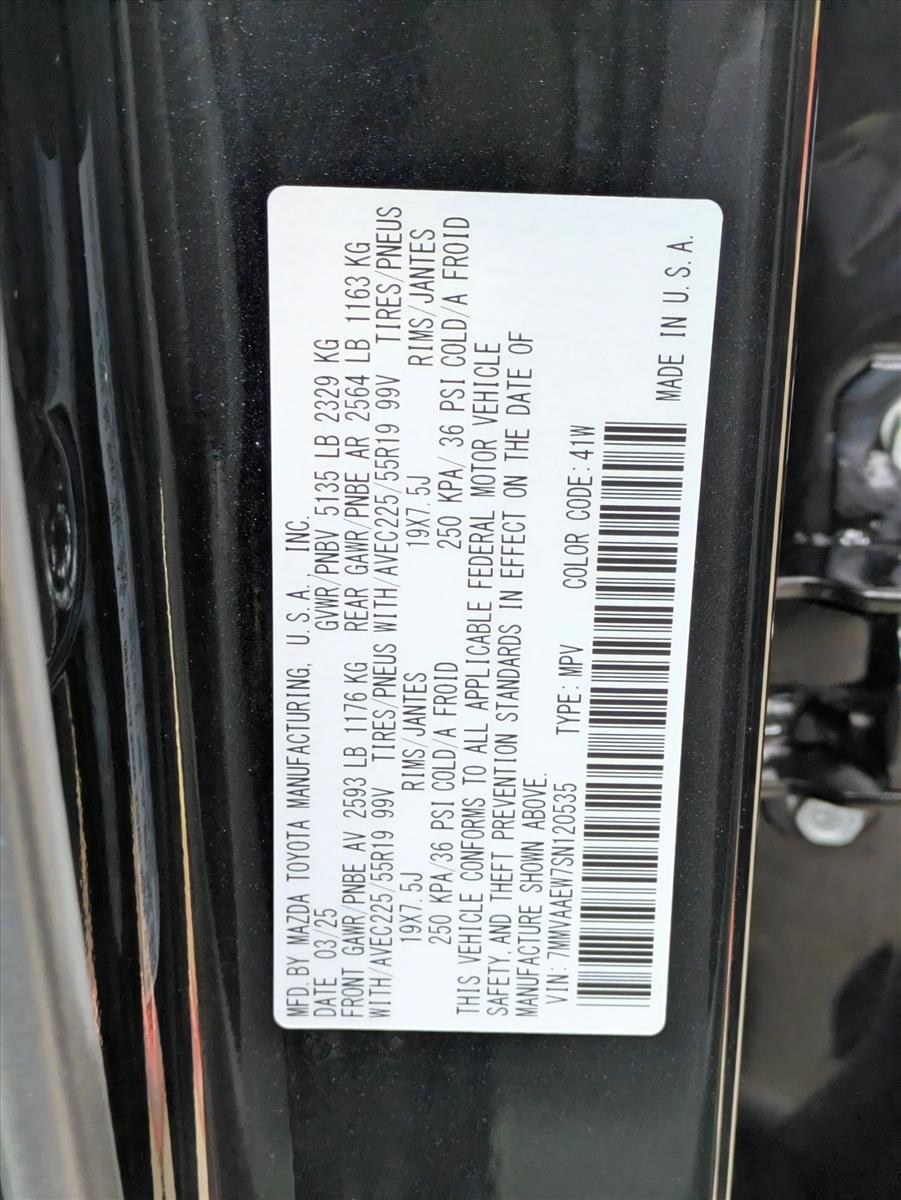 MFD. BY MAZDA TOYOTA MANUFACTURING, U. S. A., INC.
DATE 03/25 GVWR/PNBV 5135 LB 2329 KG
FRONT GAWR/PNBE AV 2593 LB 1176 KG REAR GAWR/PNBE AR 2564 LB 1163 KG
WITH/AVEC225/55R19 99V TIRES/PNEUS WITH/AVEC225/55R19 99V TIRES/PNEUS
19X7. 5J RIMS/JANTES 19X7. 5J RIMS/JANTES
250 KPA/36 PSI COLD/A FROID 250 KPA/ 36 PSI COLD/A FROID
THIS VEHICLE CONFORMS TO ALL APPLICABLE FEDERAL MOTOR VEHICLE
SAFETY, AND THEFT PREVENTION STANDARDS IN EFFECT ON THE DATE OF
MANUFACTURE SHOWN ABOVE.
VIN: 7MMVAAEW7SN120535 TYPE: MPV COLOR CODE: 41W
MADE IN U. S. A.